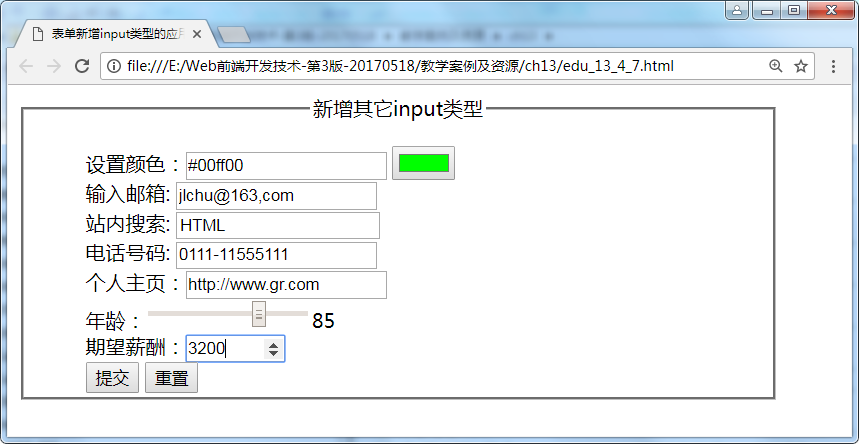 表单新增input类型的应用
file:///E:/Web前端开发技术-第3版-20170518/教学案例及资源/ch13/edu_13_4_7.html
新增其它input类型
设置颜色：#00ff00
输入邮箱: jlchu@163,com
站内搜索: HTML
电话号码: 0111-11555111
个人主页：http://www.gr.com
年龄： 85
期望薪酬：3200
提交 重置